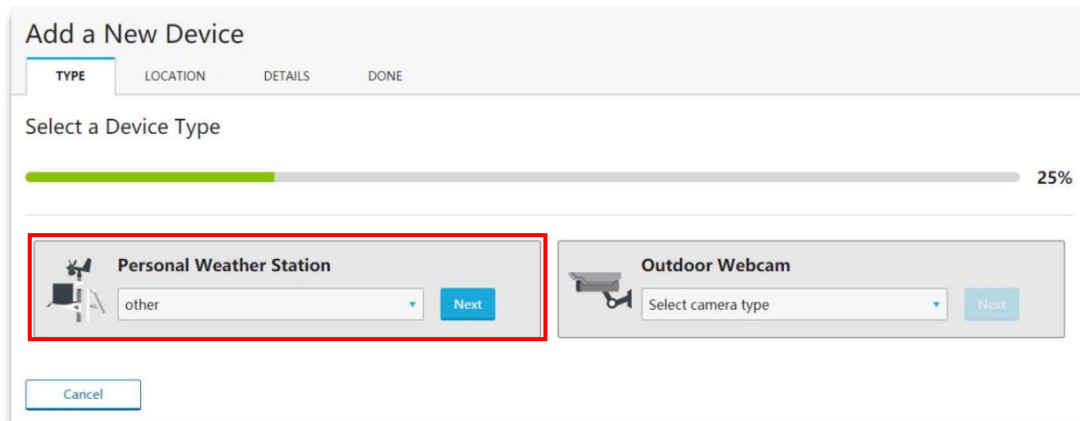 Add a New Device
TYPE LOCATION DETAILS DONE
Select a Device Type
25%
Personal Weather Station
other Next
Outdoor Webcam
Select camera type Next
Cancel